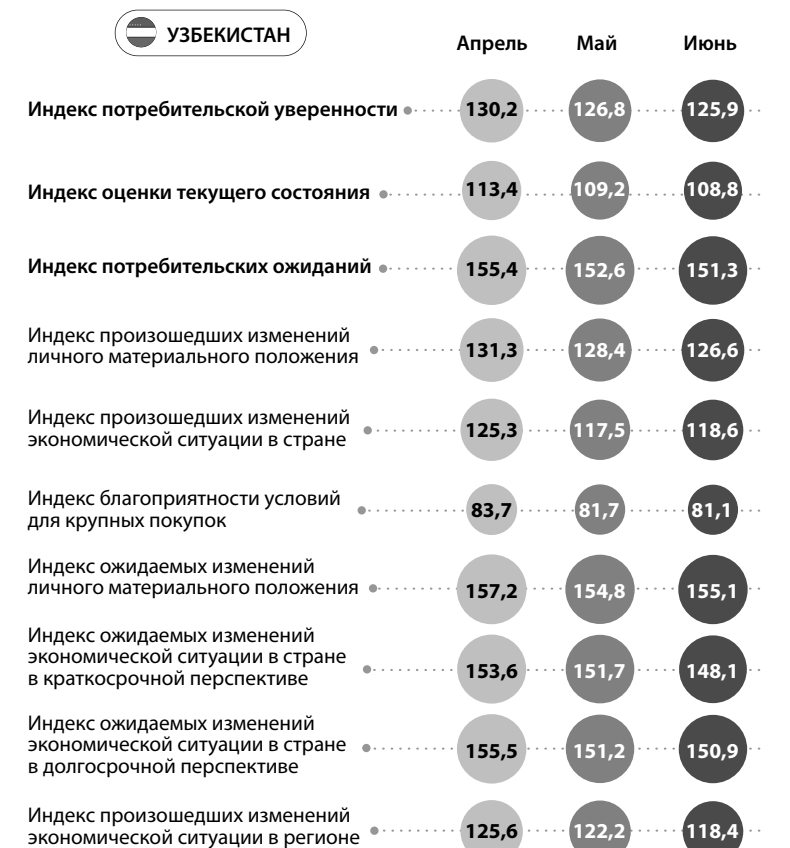 УЗБЕКИСТАН
Апрель Май Июнь
Индекс потребительской уверенности 130,2 126,8 125,9
Индекс оценки текущего состояния 113,4 109,2 108,8
Индекс потребительских ожиданий 155,4 152,6 151,3
Индекс произошедших изменений
личного материального положения 131,3 128,4 126,6
Индекс произошедших изменений
экономической ситуации в стране 125,3 117,5 118,6
Индекс благоприятности условий
для крупных покупок 83,7 81,7 81,1
Индекс ожидаемых изменений
личного материального положения 157,2 154,8 155,1
Индекс ожидаемых изменений
экономической ситуации в стране
в краткосрочной перспективе 153,6 151,7 148,1
Индекс ожидаемых изменений
экономической ситуации в стране
в долгосрочной перспективе 155,5 151,2 150,9
Индекс произошедших изменений
экономической ситуации в регионе 125,6 122,2 118,4